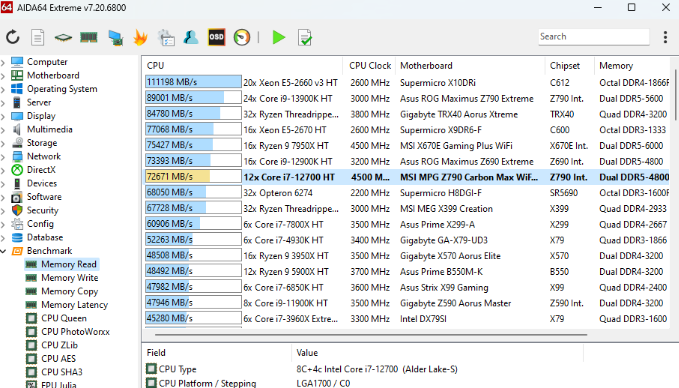 64 AIDA64 Extreme v7.20.6800
OSD Search
CPU CPU Clock Motherboard Chipset Memory
Computer
Motherboard
Operating System
Server
Display
Multimedia
Storage
Network
DirectX
Devices
Software
Security
Config
Database
Benchmark
Memory Read
Memory Write
Memory Copy
Memory Latency
CPU Queen
CPU PhotoWorxx
CPU ZLib
CPU AES
CPU SHA3
FPU Julia
111198 MB/s 20x Xeon E5-2660 v3 HT 2600 MHz Supermicro X10DRi C612 Octal DDR4-1866R
89001 MB/s 24x Core i9-13900K HT 3000 MHz Asus ROG Maximus Z790 Extreme Z790 Int. Dual DDR5-5600
84780 MB/s 32x Ryzen Threadrippe... 3800 MHz Gigabyte TRX40 Aorus Xtreme TRX40 Quad DDR4-3200
77068 MB/s 16x Xeon E5-2670 HT 2600 MHz Supermicro X9DR6-F C600 Octal DDR3-1333
75427 MB/s 16x Ryzen 9 7950X HT 4500 MHz MSI X670E Gaming Plus WiFi X670E Int. Dual DDR5-6000
73393 MB/s 16x Core i9-12900K HT 3200 MHz Asus ROG Maximus Z690 Extreme Z690 Int. Dual DDR5-4800
72671 MB/s 12x Core i7-12700 HT 4500 M... MSI MPG Z790 Carbon Max WiF... Z790 Int. Dual DDR5-4800
68050 MB/s 32x Opteron 6274 2200 MHz Supermicro H8DGI-F SR5690 Octal DDR3-1600R
67728 MB/s 32x Ryzen Threadrippe... 3000 MHz MSI MEG X399 Creation X399 Quad DDR4-2933
60906 MB/s 6x Core i7-7800X HT 3500 MHz Asus Prime X299-A X299 Quad DDR4-2667
52263 MB/s 6x Core i7-4930K HT 3400 MHz Gigabyte GA-X79-UD3 X79 Quad DDR3-1866
48508 MB/s 16x Ryzen 9 3950X HT 3500 MHz Gigabyte X570 Aorus Elite X570 Dual DDR4-3200
48492 MB/s 12x Ryzen 9 5900X HT 3700 MHz Asus Prime B550M-K B550 Dual DDR4-3200
47982 MB/s 6x Core i7-6850K HT 3600 MHz Asus Strix X99 Gaming X99 Quad DDR4-2400
47946 MB/s 8x Core i9-11900K HT 3500 MHz Gigabyte Z590 Aorus Master Z590 Int. Dual DDR4-3200
45280 MB/s 6x Core i7-3960X Extre... 3300 MHz Intel DX79SI X79 Quad DDR3-1600
Field Value
CPU Type 8C+4c Intel Core i7-12700 (Alder Lake-S)
CPU Platform / Stepping LGA1700 / C0